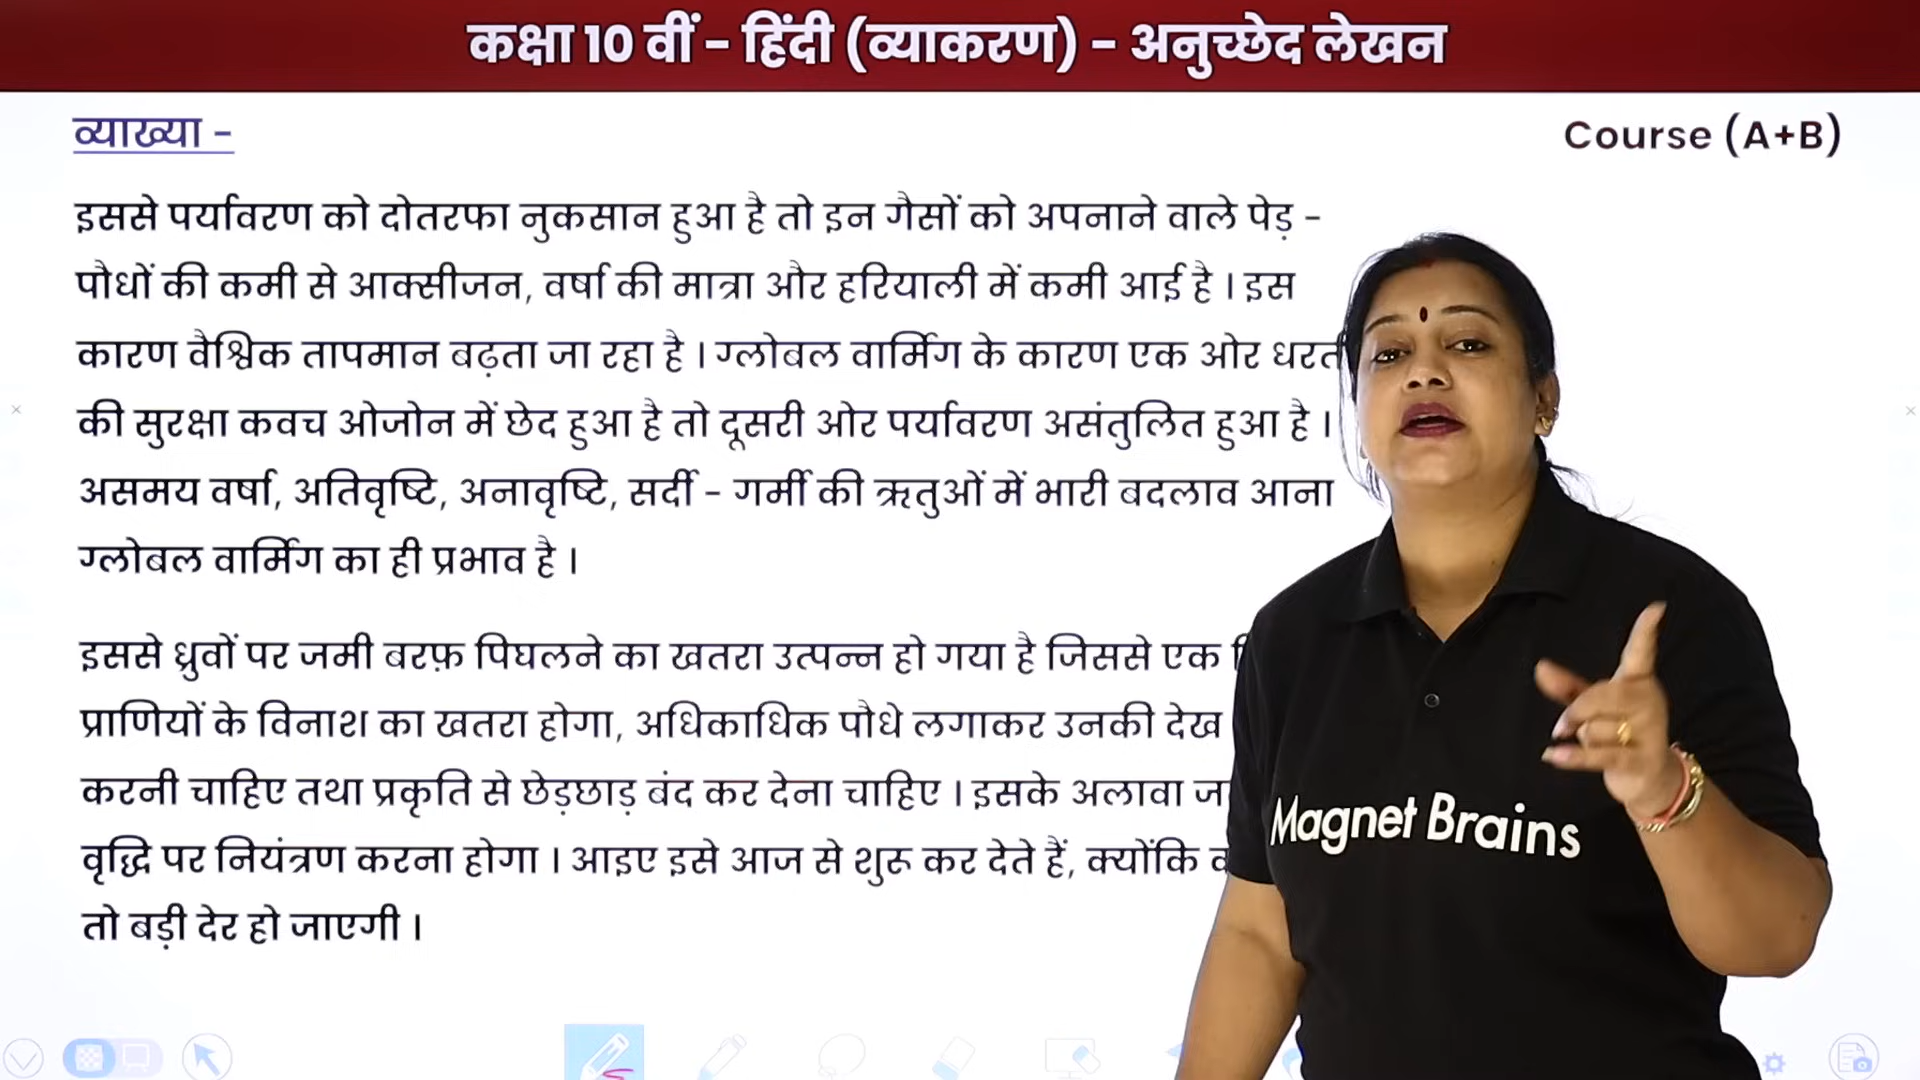 कक्षा 10 वीं - हिंदी (व्याकरण) - अनुच्छेद लेखन
व्याख्या -
Course (A+B)
इससे पर्यावरण को दोतरफा नुकसान हुआ है तो इन गैसों को अपनाने वाले पेड़ -
पौधों की कमी से आक्सीजन, वर्षा की मात्रा और हरियाली में कमी आई है । इस
कारण वैश्विक तापमान बढ़ता जा रहा है । ग्लोबल वार्मिंग के कारण एक ओर
की सुरक्षा कवच ओजोन में छेद हुआ है तो दूसरी ओर पर्यावरण असंतुलित हुआ है ।
असमय वर्षा, अतिवृष्टि, अनावृष्टि, सर्दी - गर्मी की ऋतुओं में भारी बदलाव आना
ग्लोबल वार्मिंग का ही प्रभाव है ।
इससे ध्रुवों पर जमी बरफ़ पिघलने का खतरा उत्पन्न हो गया है जिससे एक
प्राणियों के विनाश का खतरा होगा, अधिकाधिक पौधे लगाकर उनकी देख
करनी चाहिए तथा प्रकृति से छेड़छाड़ बंद कर देना चाहिए । इसके अलावा
वृद्धि पर नियंत्रण करना होगा । आइए इसे आज से शुरू कर देते हैं, क्योंकि
तो बड़ी देर हो जाएगी ।
Magnet Brains